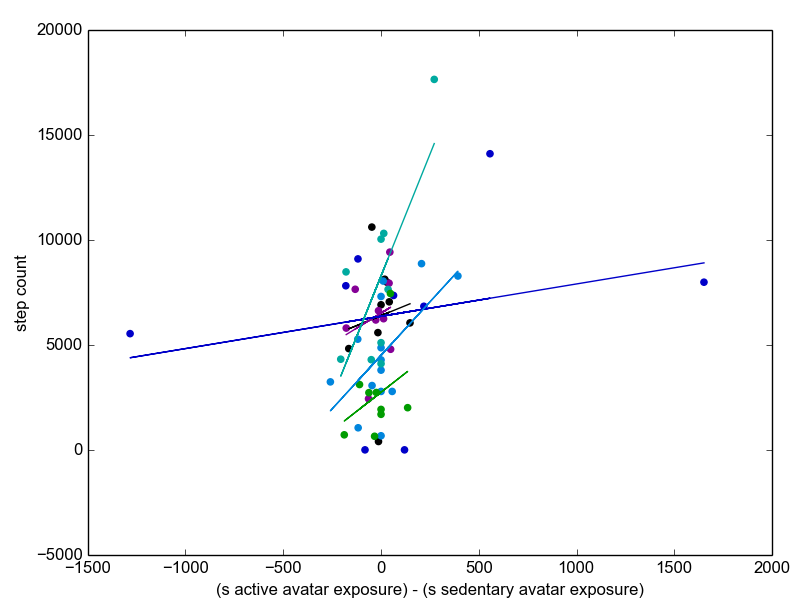 20000
15000
10000
5000
0
−5000
step count
−1500 −1000 −500 0 500 1000 1500 2000
(s active avatar exposure) - (s sedentary avatar exposure)